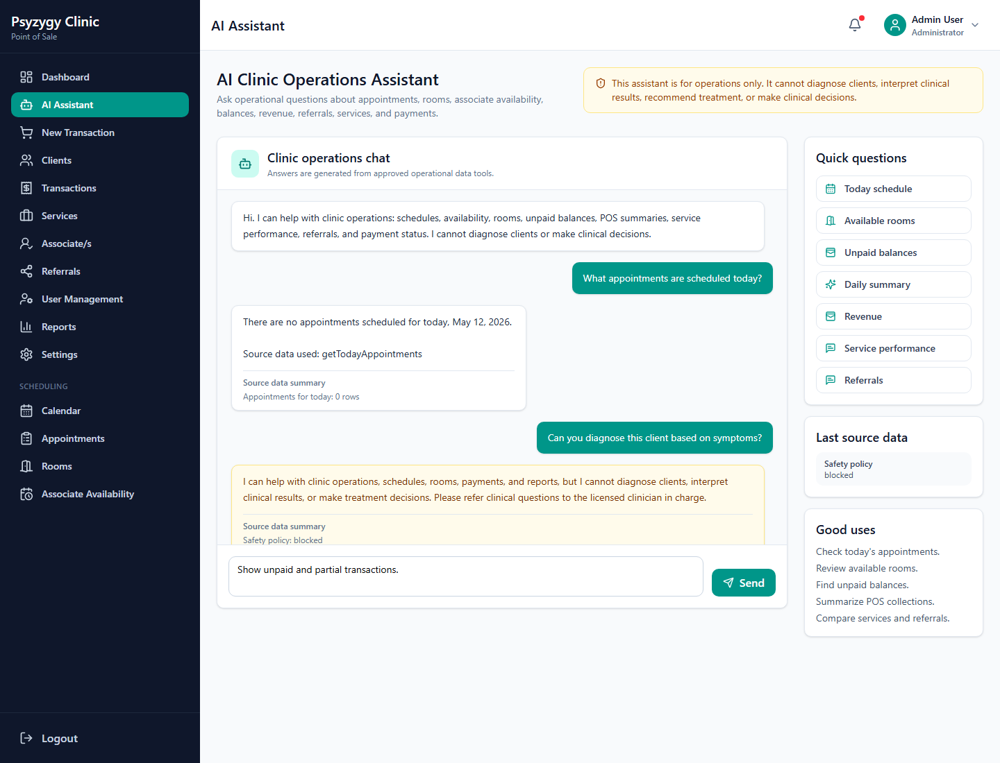 Psyzygy Clinic
Point of Sale
Dashboard
AI Assistant
New Transaction
Clients
Transactions
Services
Associate/s
Referrals
User Management
Reports
Settings
SCHEDULING
Calendar
Appointments
Rooms
Associate Availability
Logout
AI Assistant
Admin User
Administrator
AI Clinic Operations Assistant
Ask operational questions about appointments, rooms, associate availability,
balances, revenue, referrals, services, and payments.
This assistant is for operations only. It cannot diagnose clients, interpret clinical
results, recommend treatment, or make clinical decisions.
Clinic operations chat
Answers are generated from approved operational data tools.
Hi. I can help with clinic operations: schedules, availability, rooms, unpaid balances, POS summaries, service
performance, referrals, and payment status. I cannot diagnose clients or make clinical decisions.
What appointments are scheduled today?
There are no appointments scheduled for today, May 12, 2026.
Source data used: getTodayAppointments
Source data summary
Appointments for today: 0 rows
Can you diagnose this client based on symptoms?
I can help with clinic operations, schedules, rooms, payments, and reports, but I cannot diagnose clients, interpret
clinical results, or make treatment decisions. Please refer clinical questions to the licensed clinician in charge.
Source data summary
Safety policy: blocked
Show unpaid and partial transactions.
Send
Quick questions
Today schedule
Available rooms
Unpaid balances
Daily summary
Revenue
Service performance
Referrals
Last source data
Safety policy
blocked
Good uses
Check today's appointments.
Review available rooms.
Find unpaid balances.
Summarize POS collections.
Compare services and referrals.